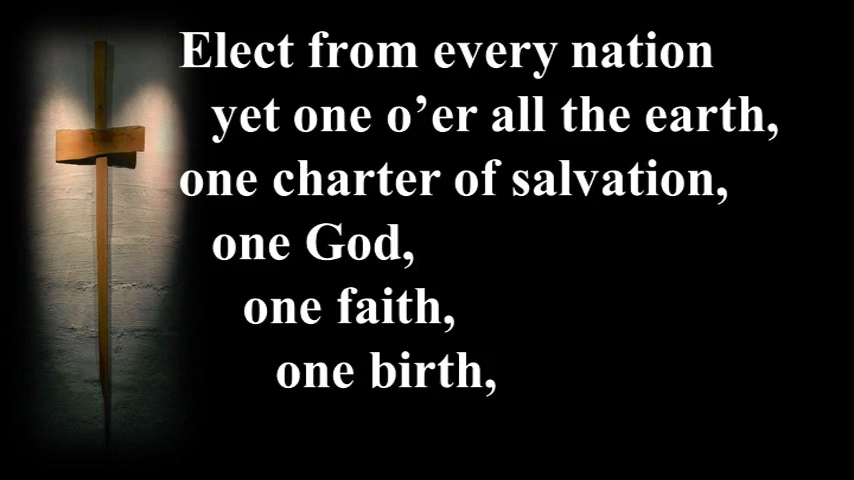 Elect from every nation
yet one o’er all the earth,
one charter of salvation,
one God,
one faith,
one birth,